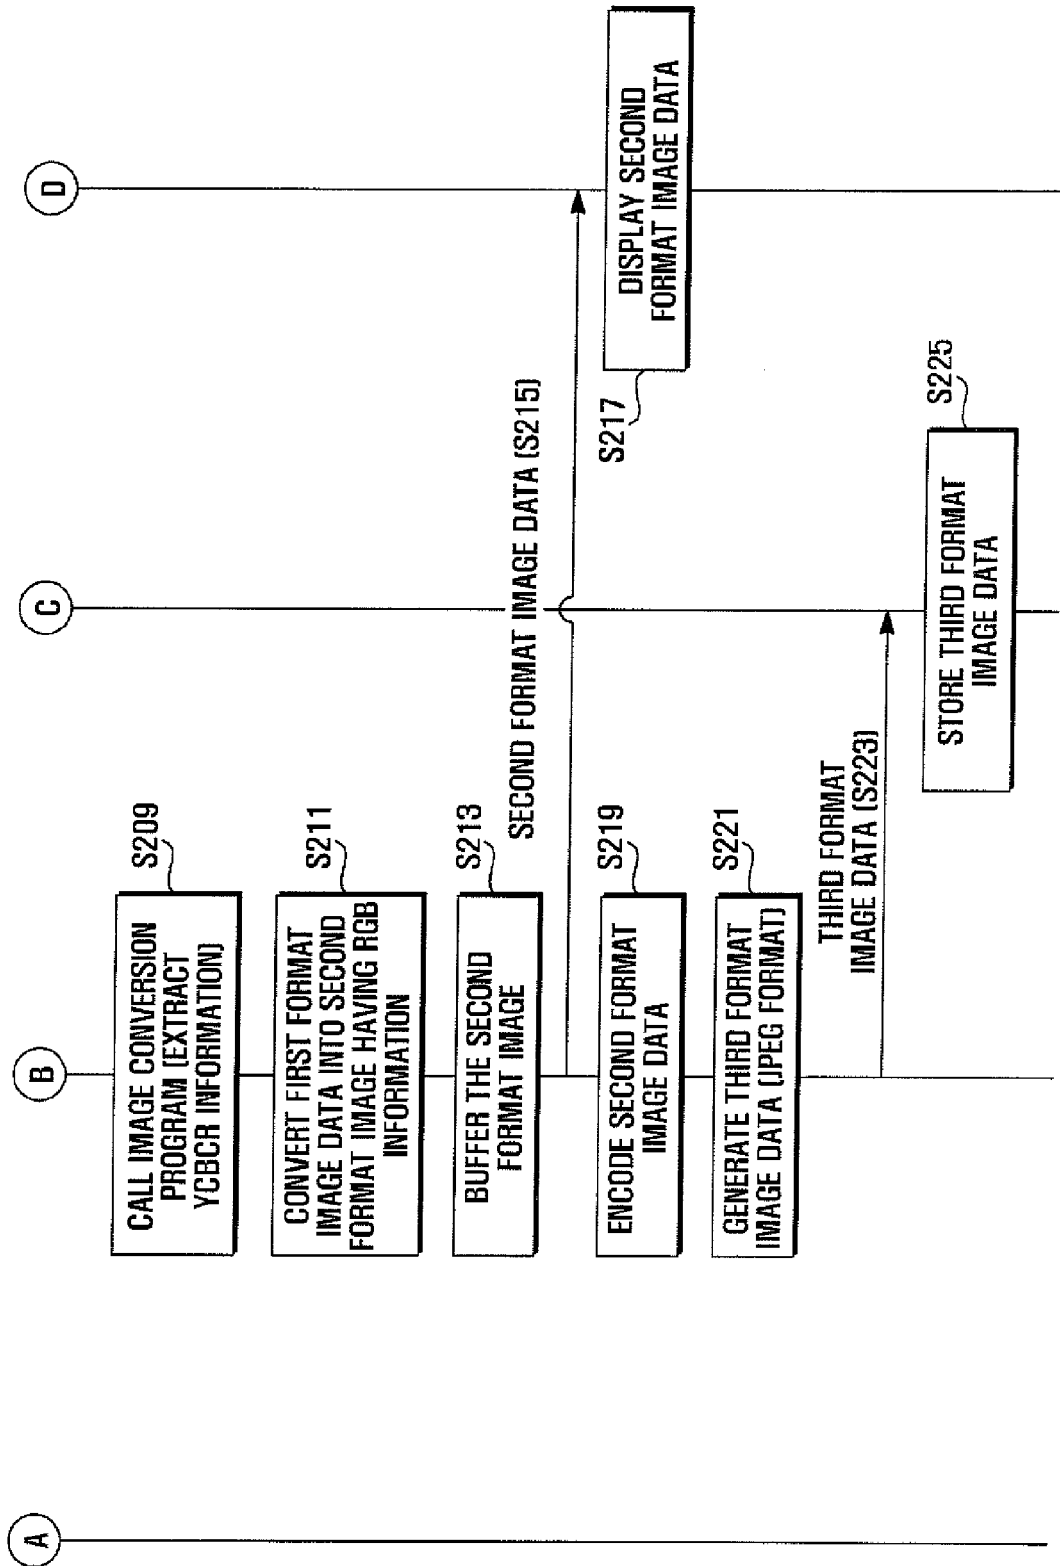 A
B
C
D
CALL IMAGE CONVERSION
PROGRAM (EXTRACT
YCBCR INFORMATION)
S209
CONVERT FIRST FORMAT
IMAGE DATA INTO SECOND
FORMAT IMAGE HAVING RGB
INFORMATION
S211
BUFFER THE SECOND
FORMAT IMAGE
S213
SECOND FORMAT IMAGE DATA (S215)
DISPLAY SECOND
FORMAT IMAGE DATA
S217
ENCODE SECOND FORMAT
IMAGE DATA
S219
GENERATE THIRD FORMAT
IMAGE DATA (JPEG FORMAT)
S221
THIRD FORMAT
IMAGE DATA (S223)
STORE THIRD FORMAT
IMAGE DATA
S225